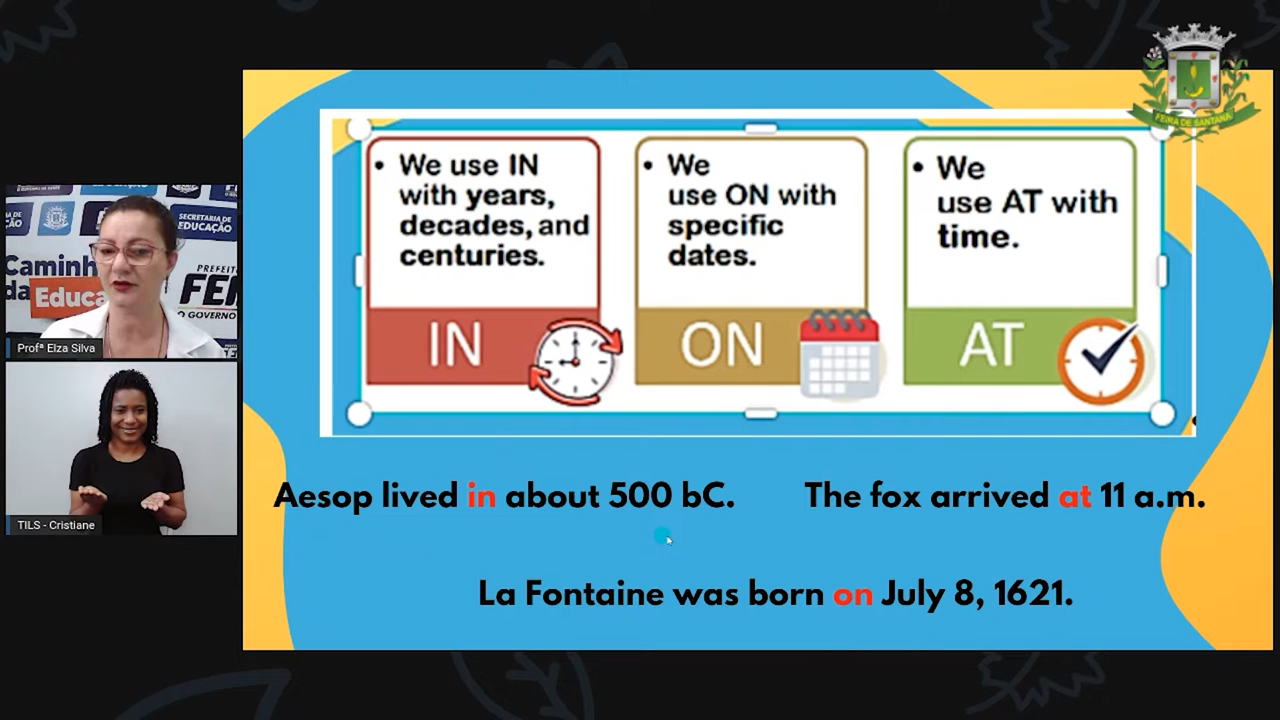 FEIRA DE SANTANA
We use IN
with years,
decades, and
centuries.
IN
We
use ON with
specific
dates.
ON
We
use AT with
time.
AT
Aesop lived in about 500 bC.
The fox arrived at 11 a.m.
La Fontaine was born on July 8, 1621.
SECRETARIA DE
EDUCAÇÃO
Caminh
da
Educa
PREFEIT
FE
O GOVERNO
Profª Elza Silva
TILS - Cristiane